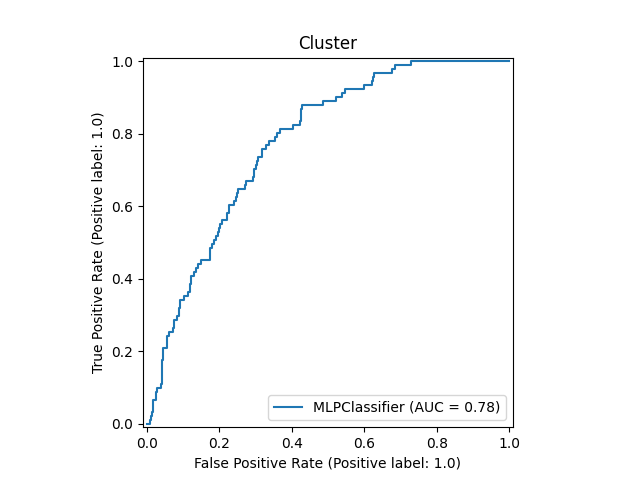 Cluster
1.0
0.8
0.6
0.4
0.2
0.0
True Positive Rate (Positive label: 1.0)
MLPClassifier (AUC = 0.78)
0.0 0.2 0.4 0.6 0.8 1.0
False Positive Rate (Positive label: 1.0)